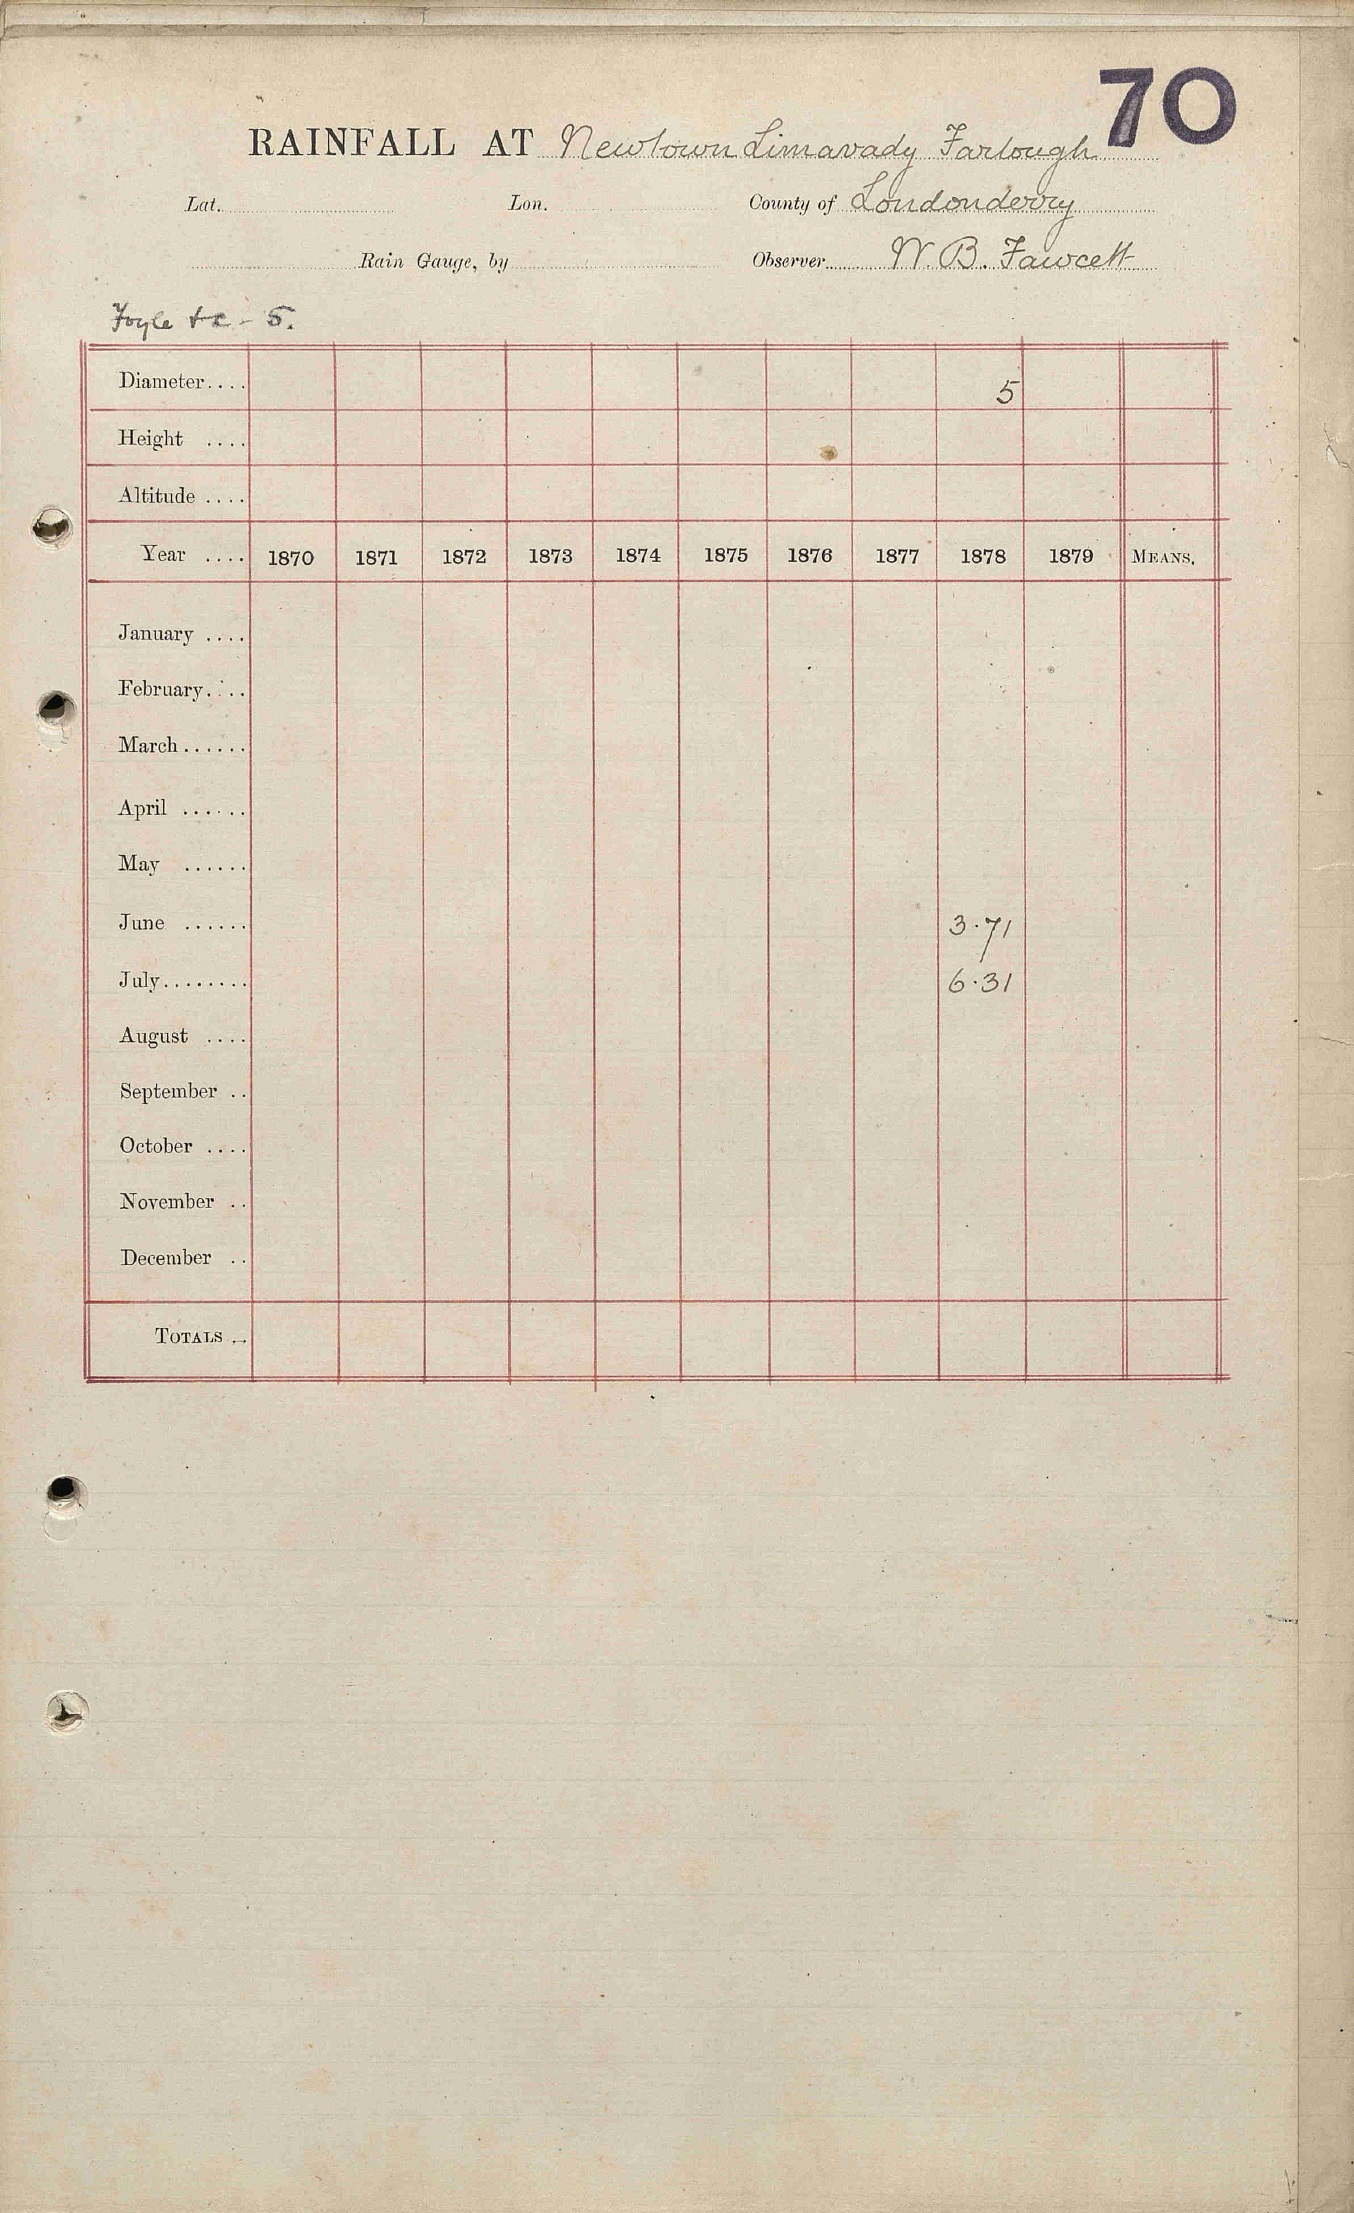 70
RAINFALL AT Newtown Limavady Farlough
Lat. Lon. County of Londonderry
Rain Gauge, by Observer W. B. Fawcett
Foyle &c - 5.
Diameter.... 5
Height ....
Altitude ....
Year .... 1870 1871 1872 1873 1874 1875 1876 1877 1878 1879 MEANS.
January ....
February....
March......
April ......
May ......
June ...... 3.71
July........ 6.31
August ....
September ..
October ....
November ..
December ..
TOTALS ..